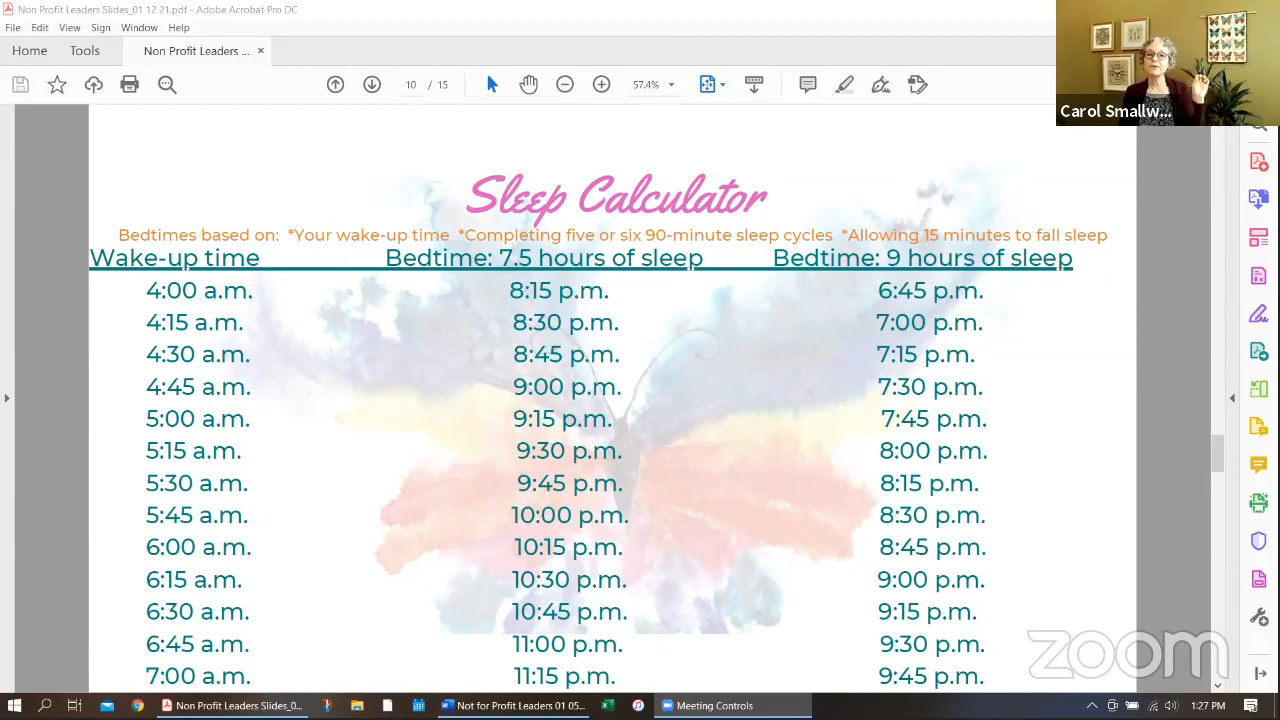 Non Profit Leaders Slides_01 12 21.pdf - Adobe Acrobat Pro DC
File Edit View Sign Window Help
Home Tools Non Profit Leaders ... ×
10 / 15 57.4%
Carol Smallw...
Sleep Calculator
Bedtimes based on: *Your wake-up time *Completing five or six 90-minute sleep cycles *Allowing 15 minutes to fall sleep
Wake-up time Bedtime: 7.5 hours of sleep Bedtime: 9 hours of sleep
4:00 a.m. 8:15 p.m. 6:45 p.m.
4:15 a.m. 8:30 p.m. 7:00 p.m.
4:30 a.m. 8:45 p.m. 7:15 p.m.
4:45 a.m. 9:00 p.m. 7:30 p.m.
5:00 a.m. 9:15 p.m. 7:45 p.m.
5:15 a.m. 9:30 p.m. 8:00 p.m.
5:30 a.m. 9:45 p.m. 8:15 p.m.
5:45 a.m. 10:00 p.m. 8:30 p.m.
6:00 a.m. 10:15 p.m. 8:45 p.m.
6:15 a.m. 10:30 p.m. 9:00 p.m.
6:30 a.m. 10:45 p.m. 9:15 p.m.
6:45 a.m. 11:00 p.m. 9:30 p.m.
7:00 a.m. 11:15 p.m. 9:45 p.m.
zoom
Non Profit Leaders Slides_0... Not for Profit Leaders 01 05... Meeting Controls 1:27 PM